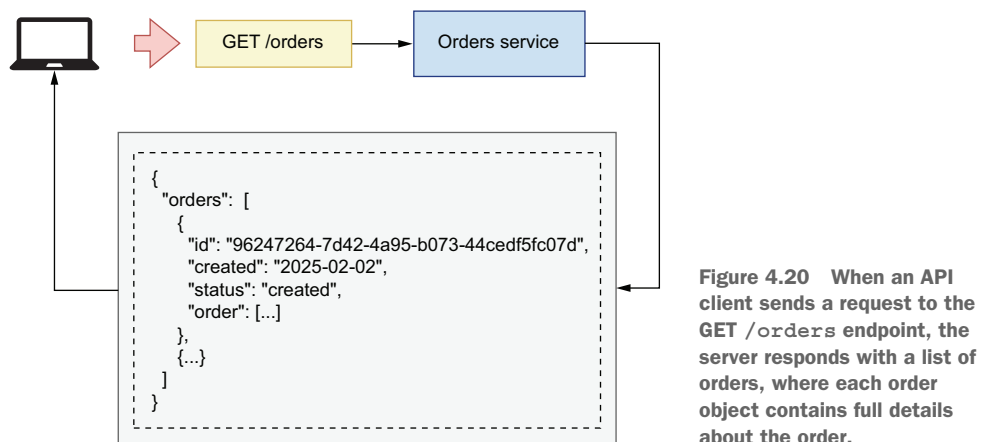 GET /orders
Orders service
{
"orders": [
{
"id": "96247264-7d42-4a95-b073-44cedf5fc07d",
"created": "2025-02-02",
"status": "created",
"order": [...]
},
{...}
]
}
Figure 4.20 When an API
client sends a request to the
GET /orders endpoint, the
server responds with a list of
orders, where each order
object contains full details
about the order.